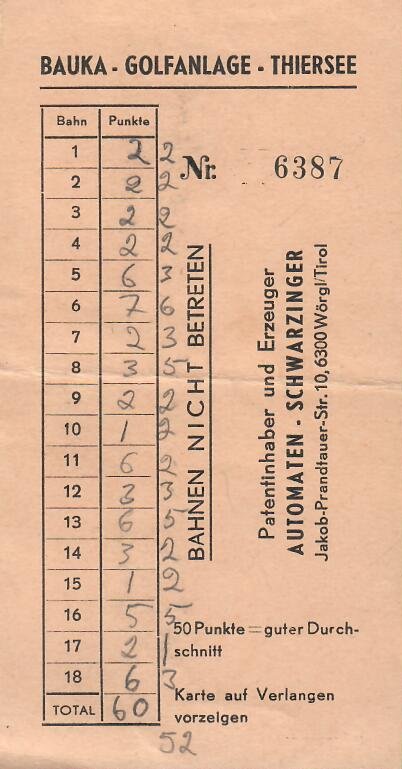 BAUKA - GOLFANLAGE - THIERSEE
Bahn Punkte
1 2 2
2 2 2
3 2 2
4 2 2
5 6 3
6 7 6
7 2 3
8 3 5
9 2 2
10 1 2
11 6 2
12 3 3
13 6 5
14 3 2
15 1 2
16 5 5
17 2 1
18 6 3
TOTAL 60
52
Nr. 6387
BAHNEN NICHT BETRETEN
Patentinhaber und Erzeuger
AUTOMATEN - SCHWARZINGER
Jakob-Prandtauer-Str. 10, 6300 Wörgl/Tirol
50 Punkte = guter Durch-
schnitt
Karte auf Verlangen
vorzeigen